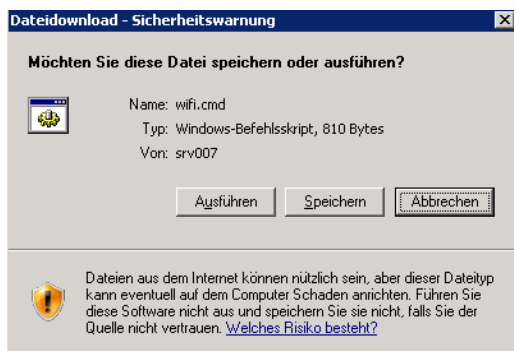 Dateidownload - Sicherheitswarnung
Möchten Sie diese Datei speichern oder ausführen?
Name: wifi.cmd
Typ: Windows-Befehlsskript, 810 Bytes
Von: srv007
Ausführen Speichern Abbrechen
Dateien aus dem Internet können nützlich sein, aber dieser Dateityp
kann eventuell auf dem Computer Schaden anrichten. Führen Sie
diese Software nicht aus und speichern Sie sie nicht, falls Sie der
Quelle nicht vertrauen. Welches Risiko besteht?